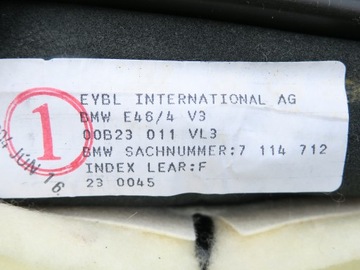 EYBL INTERNATIONAL AG
BMW E46/4 V3
00B23 011 VL3
BMW SACHNUMMER:7 114 712
INDEX LEAR:F
23 0045
1
JUN 16